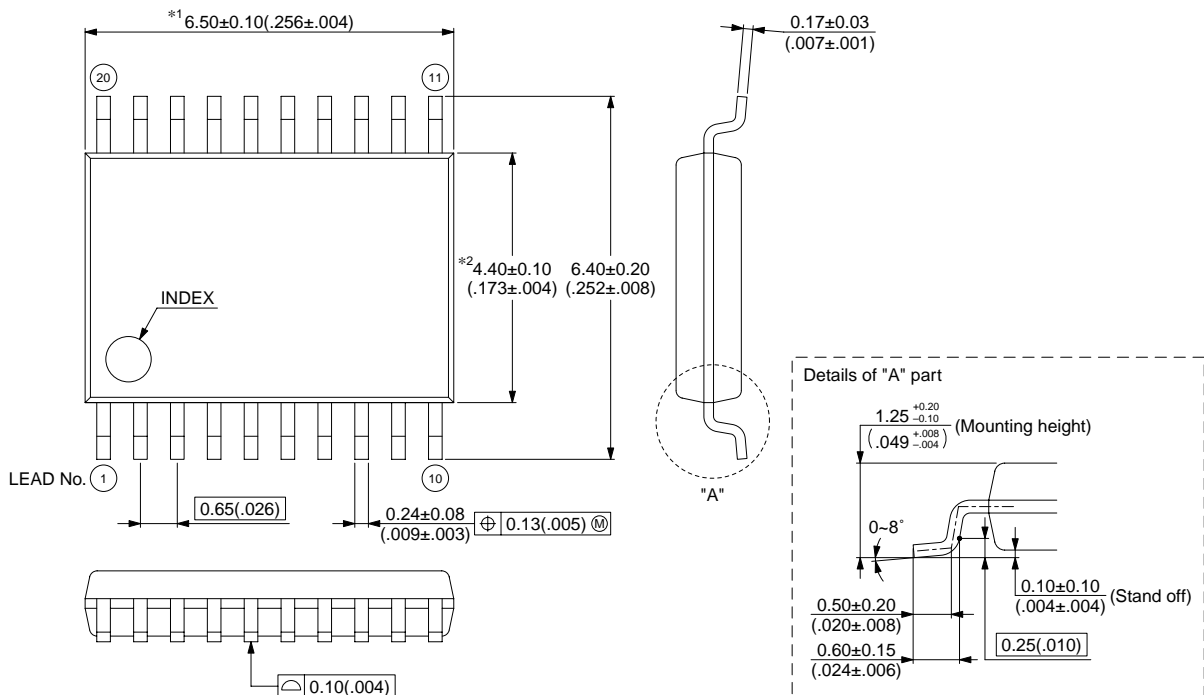 *1 6.50±0.10(.256±.004)
0.17±0.03
(.007±.001)
20
11
*2 4.40±0.10
(.173±.004)
6.40±0.20
(.252±.008)
INDEX
LEAD No. 1
10
"A"
0.65(.026)
0.24±0.08
(.009±.003)
⌖ 0.13(.005) Ⓜ
⌓ 0.10(.004)
Details of "A" part
1.25 +0.20 –0.10
(.049 +.008 –.004)
(Mounting height)
0~8°
0.50±0.20
(.020±.008)
0.60±0.15
(.024±.006)
0.25(.010)
0.10±0.10
(.004±.004)
(Stand off)